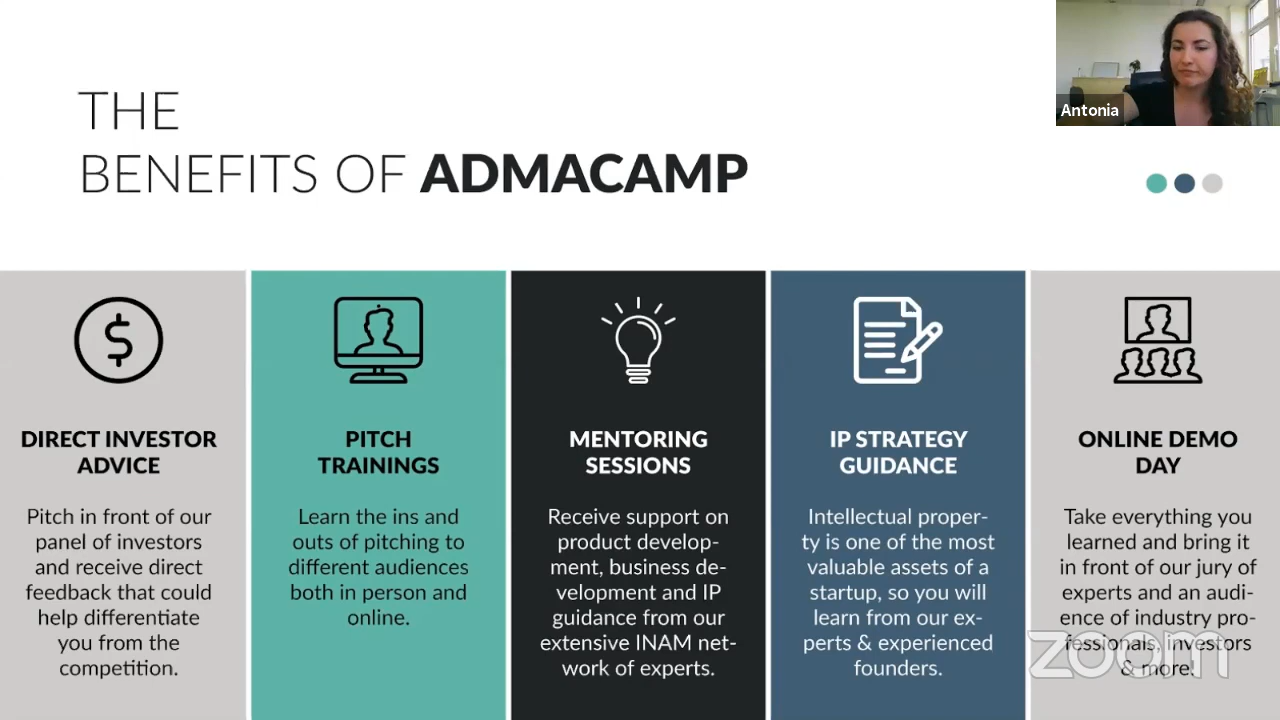 Antonia
THE
BENEFITS OF ADMACAMP
DIRECT INVESTOR
ADVICE
Pitch in front of our
panel of investors
and receive direct
feedback that could
help differentiate
you from the
competition.
PITCH
TRAININGS
Learn the ins and
outs of pitching to
different audiences
both in person and
online.
MENTORING
SESSIONS
Receive support on
product develop-
ment, business de-
velopment and IP
guidance from our
extensive INAM net-
work of experts.
IP STRATEGY
GUIDANCE
Intellectual proper-
ty is one of the most
valuable assets of a
startup, so you will
learn from our ex-
perts & experienced
founders.
ONLINE DEMO
DAY
Take everything you
learned and bring it
in front of our jury of
experts and an audi-
ence of industry pro-
fessionals, investors
& more!
zoom